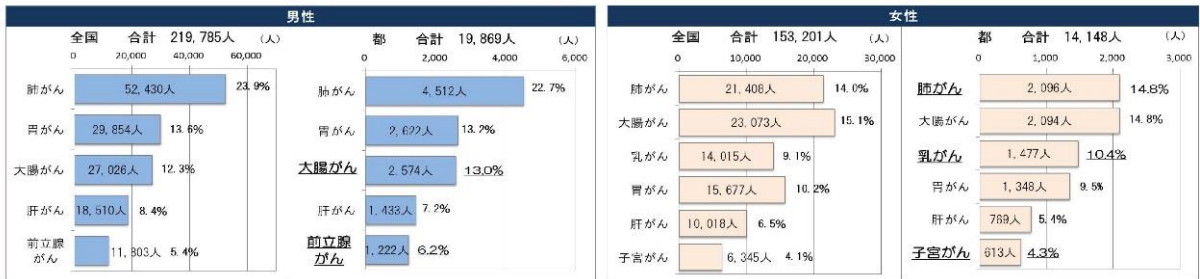 男性
全国 合計 219,785人 (人)
0 20,000 40,000 60,000
肺がん 52,430人 23.9%
胃がん 29,854人 13.6%
大腸がん 27,026人 12.3%
肝がん 18,510人 8.4%
前立腺
がん 11,803人 5.4%
都 合計 19,869人 (人)
0 2,000 4,000 6,000
肺がん 4,512人 22.7%
胃がん 2,622人 13.2%
大腸がん 2,574人 13.0%
肝がん 1,433人 7.2%
前立腺
がん 1,222人 6.2%
女性
全国 合計 153,201人 (人)
0 10,000 20,000 30,000
肺がん 21,408人 14.0%
大腸がん 23,073人 15.1%
乳がん 14,015人 9.1%
胃がん 15,677人 10.2%
肝がん 10,018人 6.5%
子宮がん 6,345人 4.1%
都 合計 14,148人 (人)
0 1,000 2,000 3,000
肺がん 2,096人 14.8%
大腸がん 2,094人 14.8%
乳がん 1,477人 10.4%
胃がん 1,348人 9.5%
肝がん 769人 5.4%
子宮がん 613人 4.3%